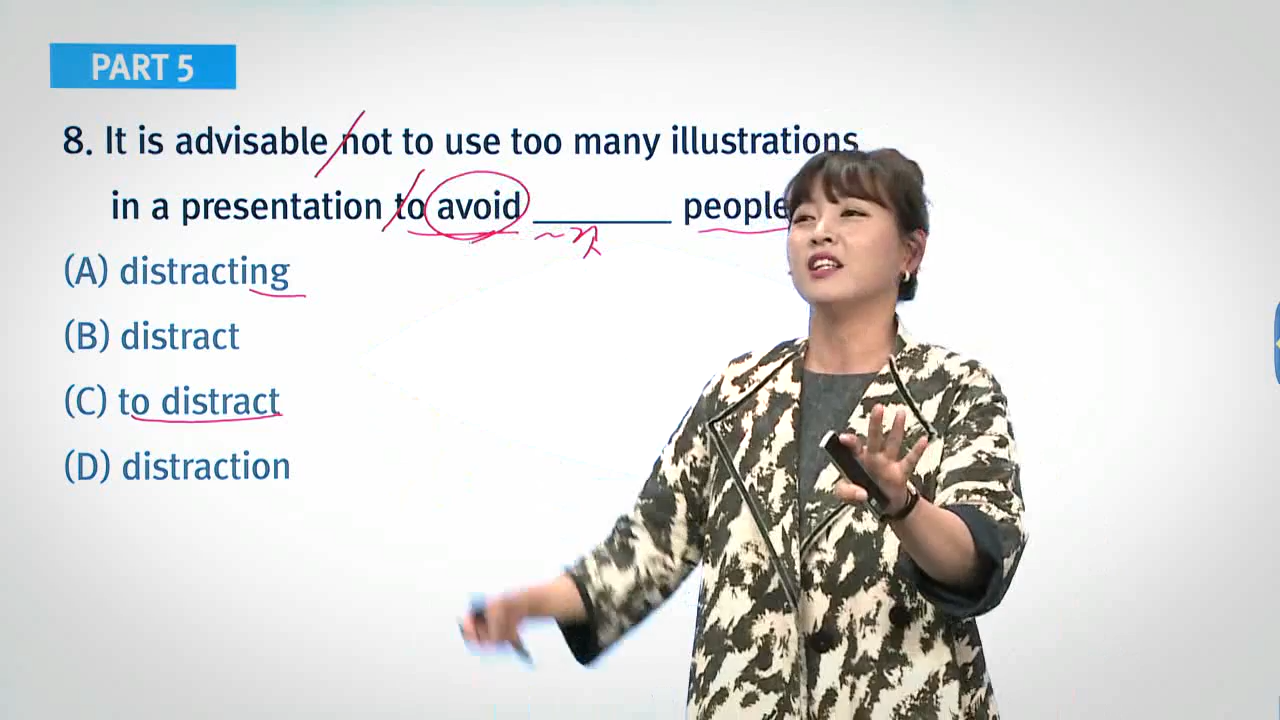 PART 5
8. It is advisable not to use too many illustrations
in a presentation to avoid ________ people
~ 것
(A) distracting
(B) distract
(C) to distract
(D) distraction